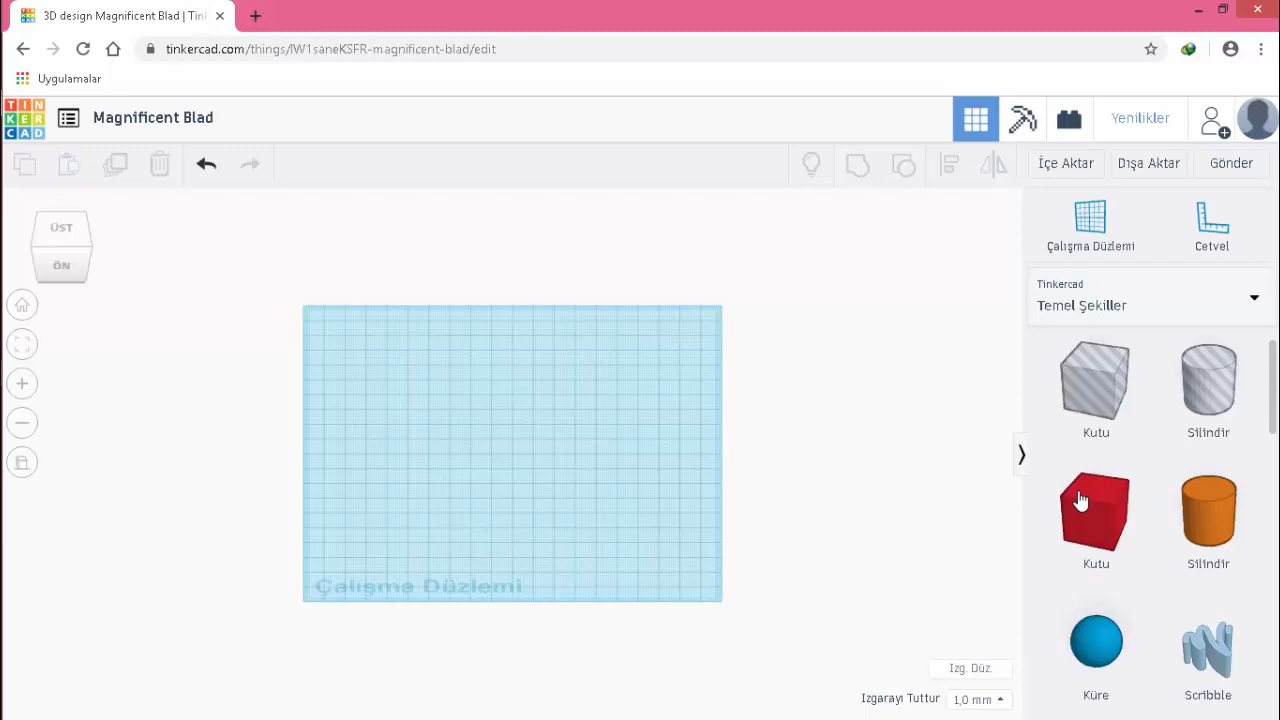 3D design Magnificent Blad | Tin
tinkercad.com/things/lW1saneKSFR-magnificent-blad/edit
Uygulamalar
TIN
KER
CAD
Magnificent Blad
Yenilikler
İçe Aktar
Dışa Aktar
Gönder
ÜST
ÖN
Çalışma Düzlemi
Cetvel
Tinkercad
Temel Şekiller
Kutu
Silindir
Kutu
Silindir
Çalışma Düzlemi
Küre
Scribble
Izg. Düz.
Izgarayı Tuttur
1,0 mm